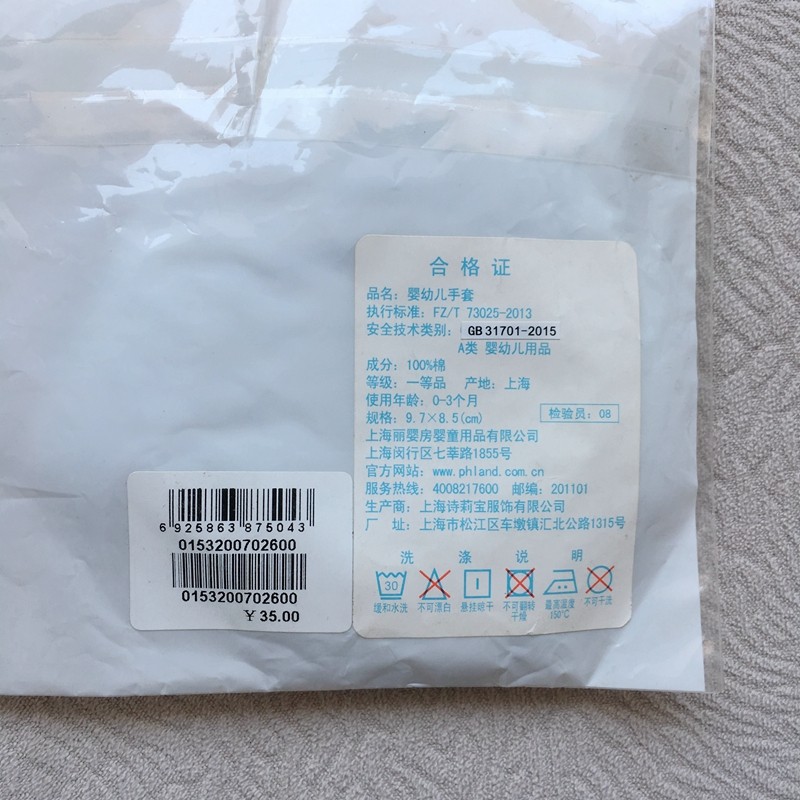 合格证
品名：婴幼儿手套
执行标准：FZ/T 73025-2013
安全技术类别：GB 31701-2015
A类 婴幼儿用品
成分：100%棉
等级：一等品 产地：上海
使用年龄：0-3个月
规格：9.7×8.5(cm)
检验员：08
上海丽婴房婴童用品有限公司
上海闵行区七莘路1855号
官方网站：www.phland.com.cn
服务热线：4008217600 邮编：201101
生产商：上海诗莉宝服饰有限公司
厂 址：上海市松江区车墩镇汇北公路1315号
洗 涤 说 明
30
缓和水洗 不可漂白 悬挂晾干 不可翻转干燥 最高温度150℃ 不可干洗
6 925863 875043
0153200702600
0153200702600
¥ 35.00